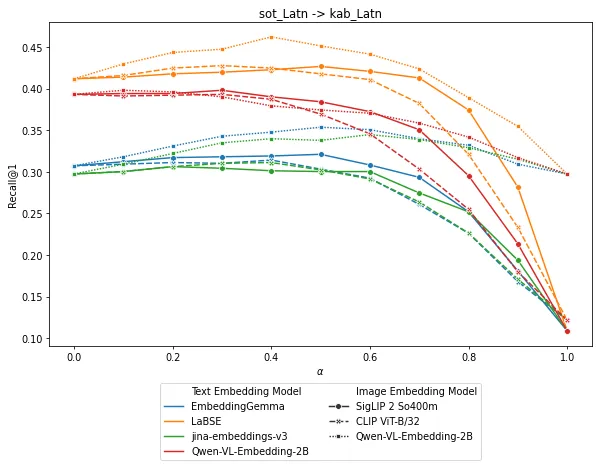 sot_Latn -> kab_Latn
Recall@1
0.45
0.40
0.35
0.30
0.25
0.20
0.15
0.10
0.0
0.2
0.4
0.6
0.8
1.0
α
Text Embedding Model
EmbeddingGemma
LaBSE
jina-embeddings-v3
Qwen-VL-Embedding-2B
Image Embedding Model
SigLIP 2 So400m
CLIP ViT-B/32
Qwen-VL-Embedding-2B